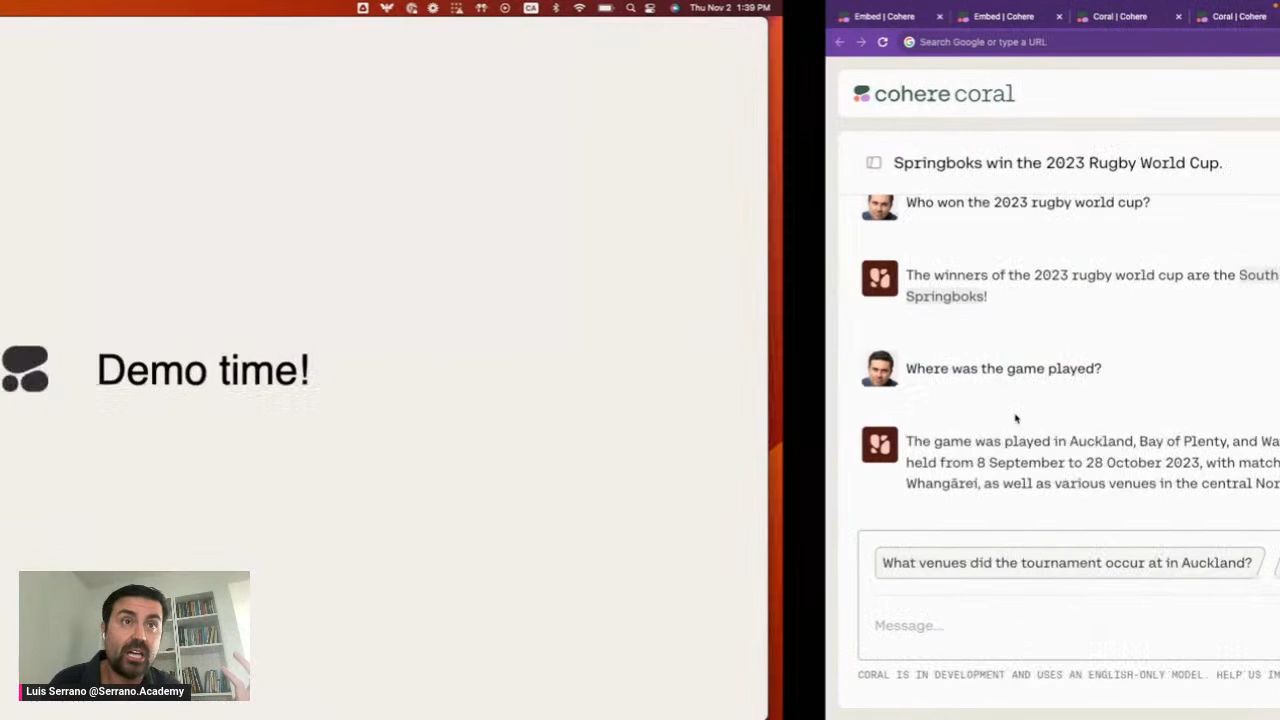 CA
Thu Nov 2 1:39 PM
Demo time!
Luis Serrano @Serrano.Academy
Embed | Cohere
Embed | Cohere
Coral | Cohere
Coral | Cohere
Search Google or type a URL
cohere coral
Springboks win the 2023 Rugby World Cup.
Who won the 2023 rugby world cup?
The winners of the 2023 rugby world cup are the South
Springboks!
Where was the game played?
The game was played in Auckland, Bay of Plenty, and Wa
held from 8 September to 28 October 2023, with match
Whangārei, as well as various venues in the central Nor
What venues did the tournament occur at in Auckland?
Message...
CORAL IS IN DEVELOPMENT AND USES AN ENGLISH-ONLY MODEL. HELP US IM